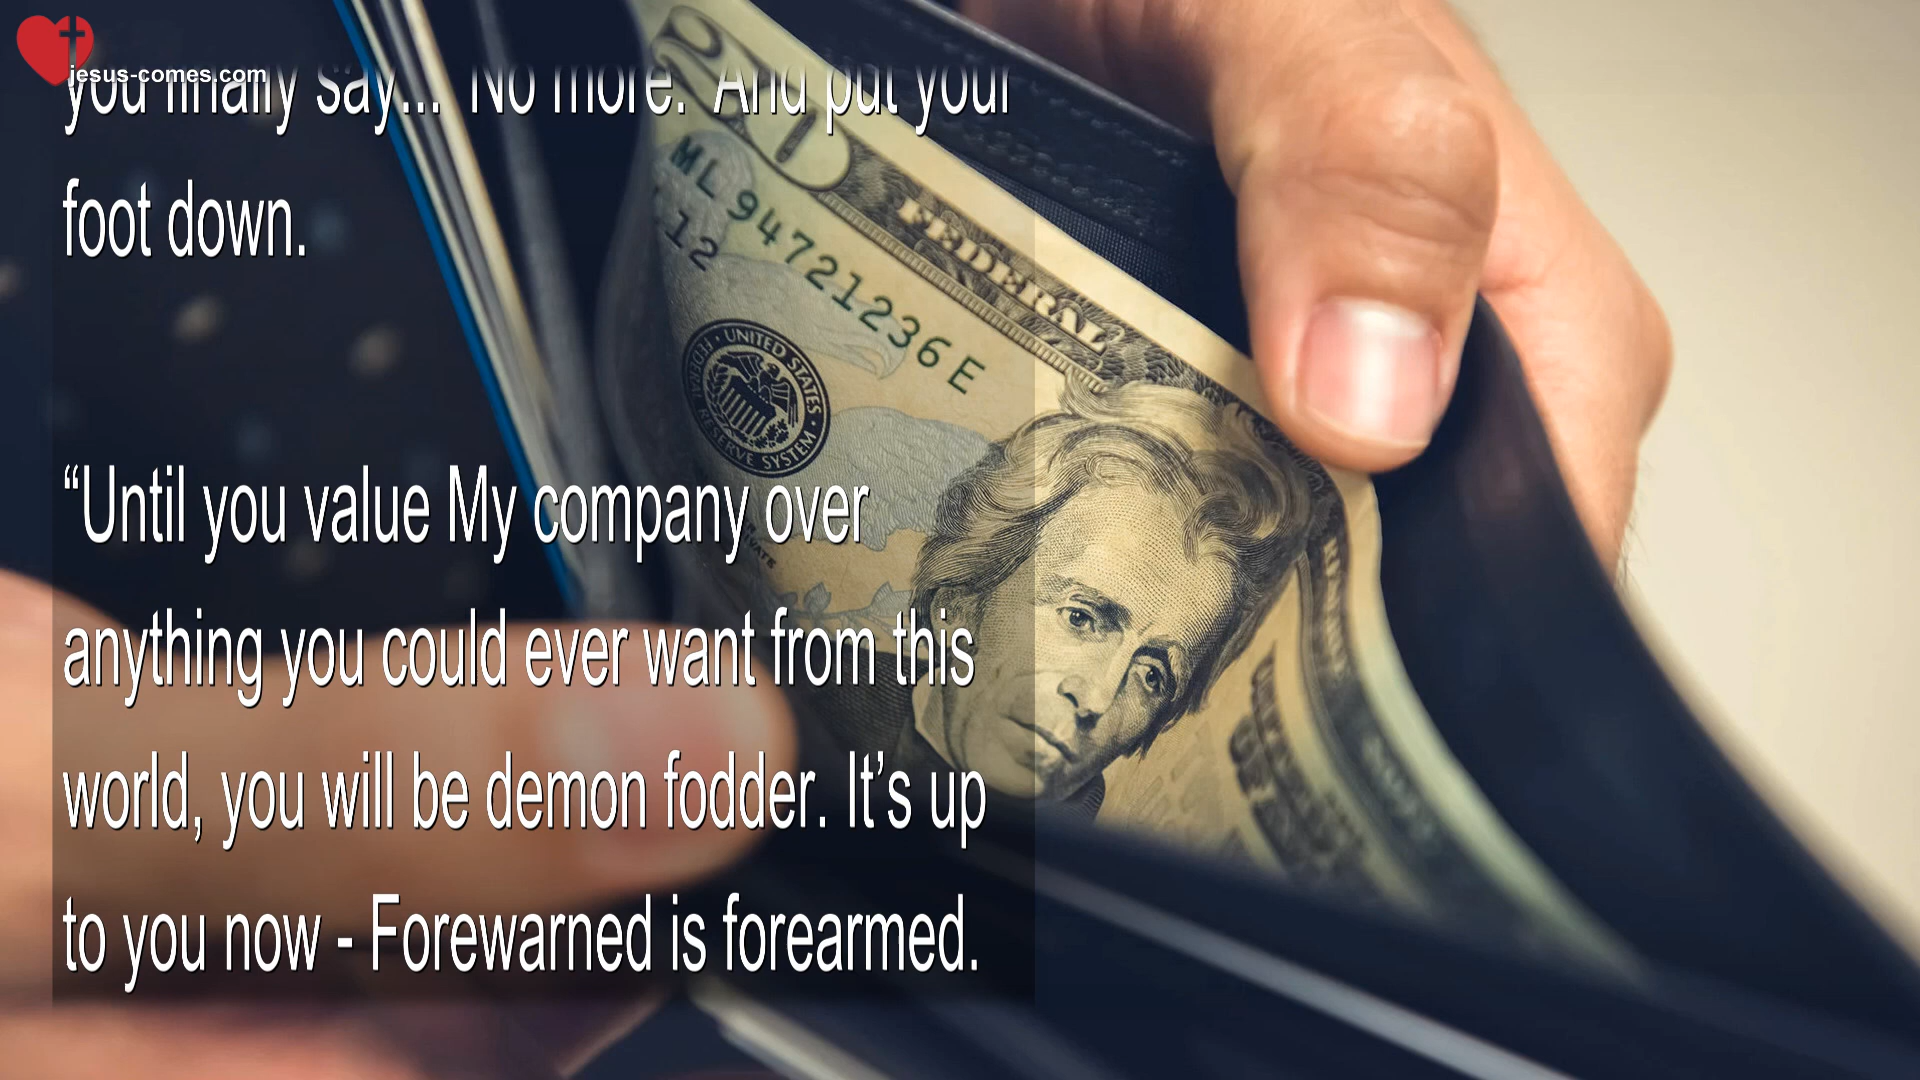 jesus-comes.com
you finally say... No more. And put your
foot down.
“Until you value My company over
anything you could ever want from this
world, you will be demon fodder. It’s up
to you now - Forewarned is forearmed.
20
FEDERAL
ML 94721236 E
12
UNITED STATES
FEDERAL RESERVE SYSTEM